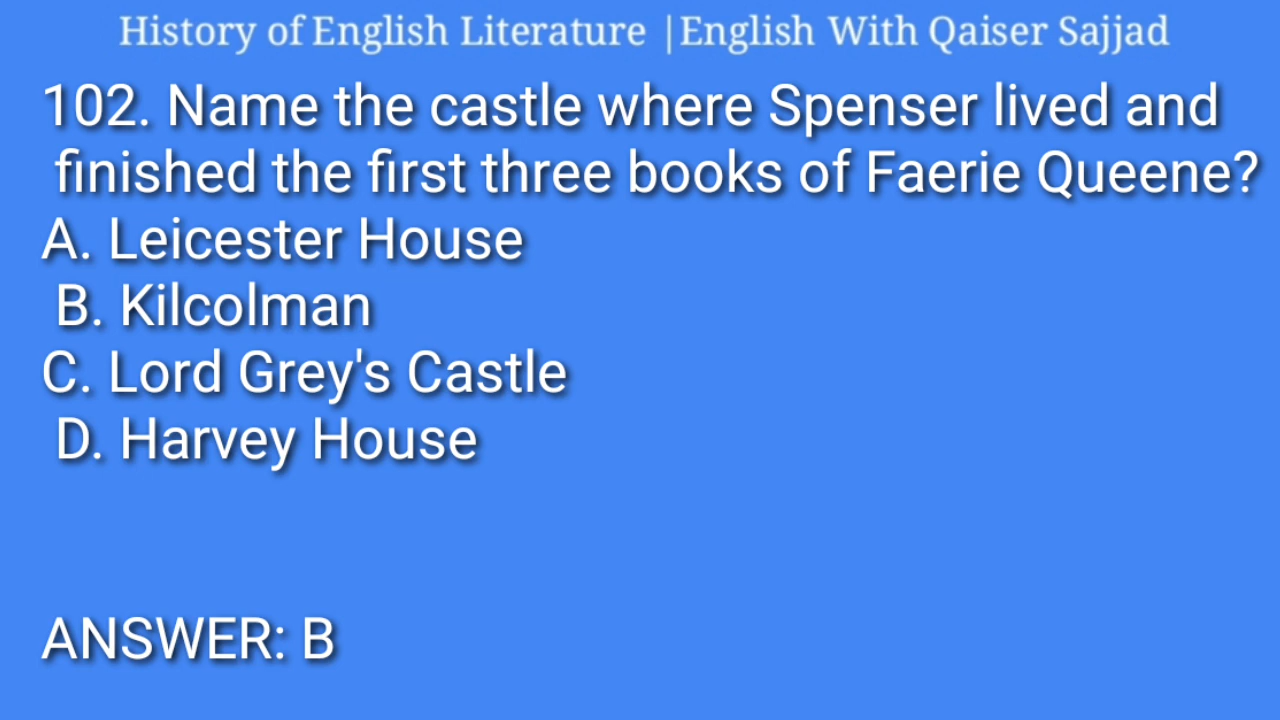 History of English Literature |English With Qaiser Sajjad
102. Name the castle where Spenser lived and
finished the first three books of Faerie Queene?
A. Leicester House
B. Kilcolman
C. Lord Grey's Castle
D. Harvey House
ANSWER: B